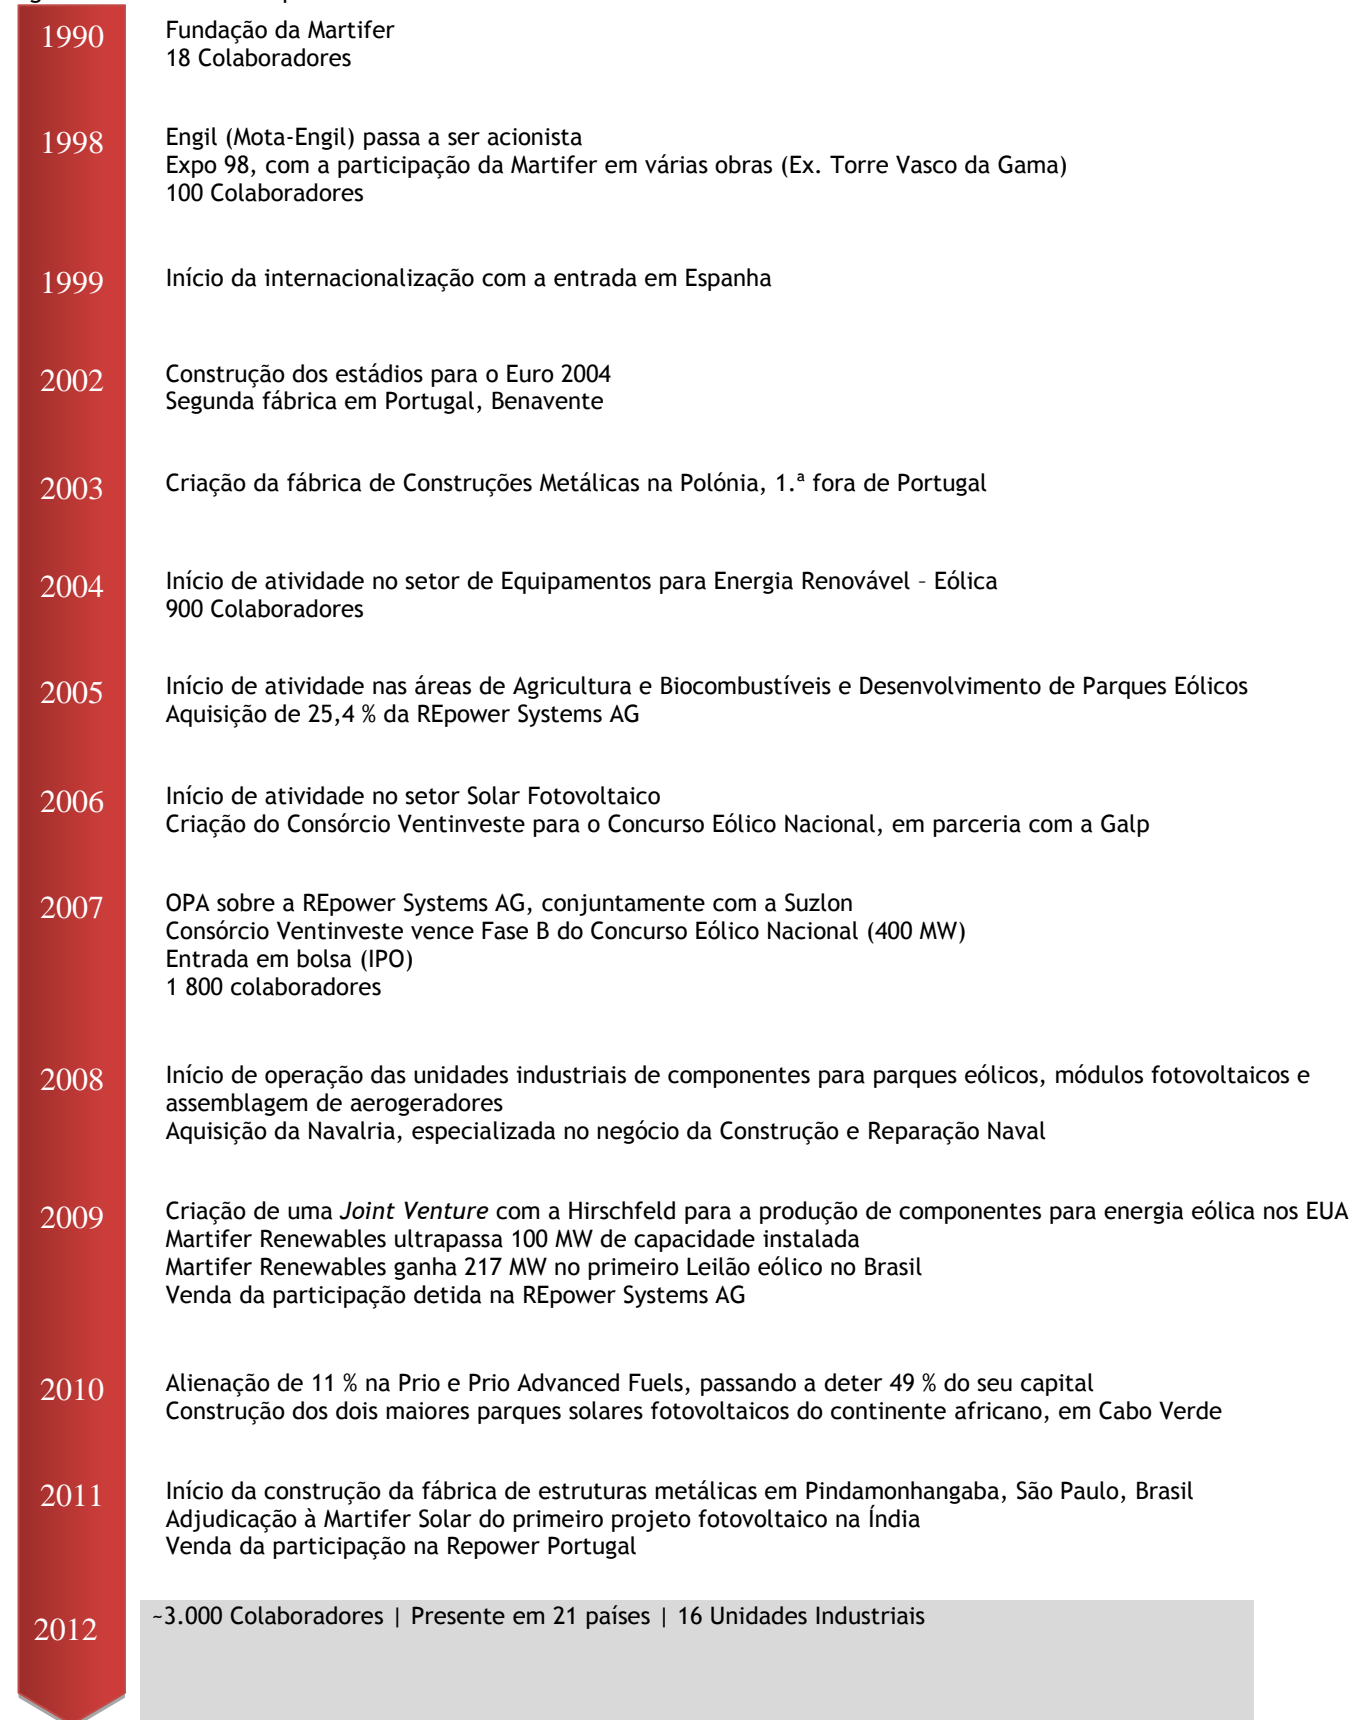 1990
Fundação da Martifer
18 Colaboradores
1998
Engil (Mota-Engil) passa a ser acionista
Expo 98, com a participação da Martifer em várias obras (Ex. Torre Vasco da Gama)
100 Colaboradores
1999
Início da internacionalização com a entrada em Espanha
2002
Construção dos estádios para o Euro 2004
Segunda fábrica em Portugal, Benavente
2003
Criação da fábrica de Construções Metálicas na Polónia, 1.ª fora de Portugal
2004
Início de atividade no setor de Equipamentos para Energia Renovável – Eólica
900 Colaboradores
2005
Início de atividade nas áreas de Agricultura e Biocombustíveis e Desenvolvimento de Parques Eólicos
Aquisição de 25,4 % da REpower Systems AG
2006
Início de atividade no setor Solar Fotovoltaico
Criação do Consórcio Ventinveste para o Concurso Eólico Nacional, em parceria com a Galp
2007
OPA sobre a REpower Systems AG, conjuntamente com a Suzlon
Consórcio Ventinveste vence Fase B do Concurso Eólico Nacional (400 MW)
Entrada em bolsa (IPO)
1 800 colaboradores
2008
Início de operação das unidades industriais de componentes para parques eólicos, módulos fotovoltaicos e
assemblagem de aerogeradores
Aquisição da Navalria, especializada no negócio da Construção e Reparação Naval
2009
Criação de uma Joint Venture com a Hirschfeld para a produção de componentes para energia eólica nos EUA
Martifer Renewables ultrapassa 100 MW de capacidade instalada
Martifer Renewables ganha 217 MW no primeiro Leilão eólico no Brasil
Venda da participação detida na REpower Systems AG
2010
Alienação de 11 % na Prio e Prio Advanced Fuels, passando a deter 49 % do seu capital
Construção dos dois maiores parques solares fotovoltaicos do continente africano, em Cabo Verde
2011
Início da construção da fábrica de estruturas metálicas em Pindamonhangaba, São Paulo, Brasil
Adjudicação à Martifer Solar do primeiro projeto fotovoltaico na Índia
Venda da participação na Repower Portugal
2012
~3.000 Colaboradores | Presente em 21 países | 16 Unidades Industriais